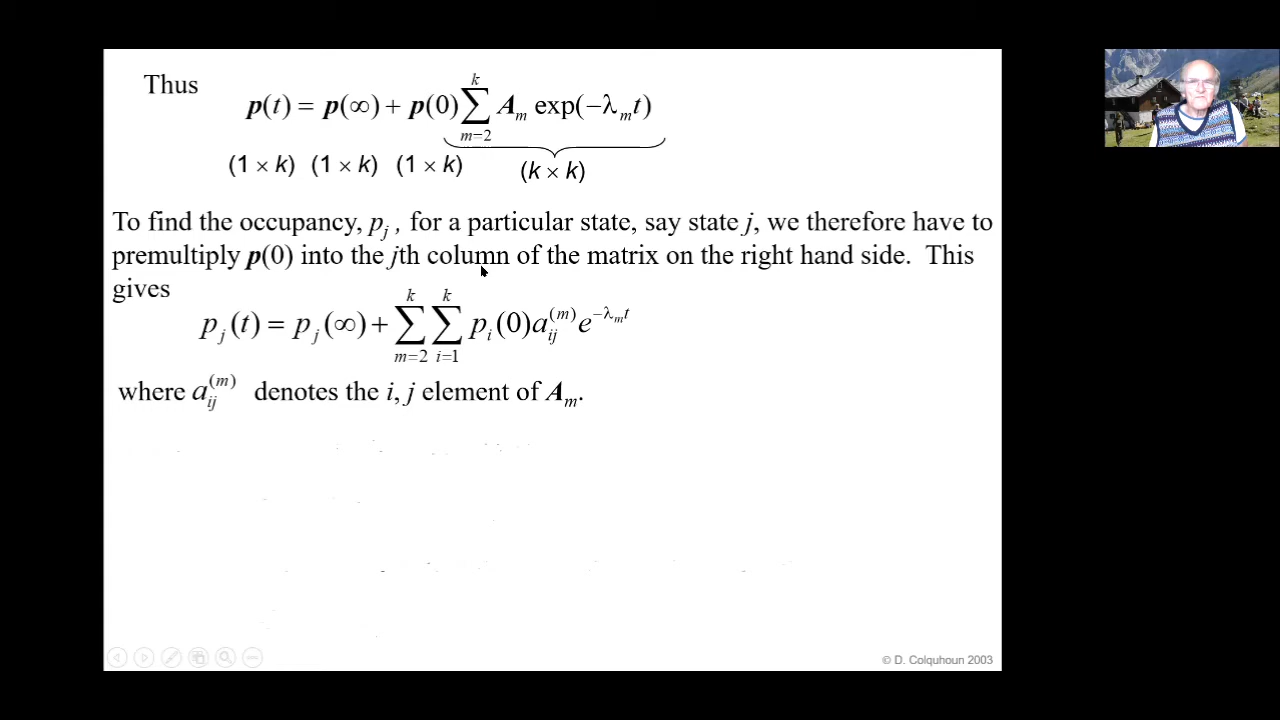 Thus
p(t) = p(∞) + p(0) ∑_{m=2}^{k} A_m exp(−λ_m t)
(1 × k) (1 × k) (1 × k) (k × k)
To find the occupancy, p_j , for a particular state, say state j, we therefore have to
premultiply p(0) into the jth column of the matrix on the right hand side. This
gives
p_j(t) = p_j(∞) + ∑_{m=2}^{k} ∑_{i=1}^{k} p_i(0) a_{ij}^{(m)} e^{−λ_m t}
where a_{ij}^{(m)} denotes the i, j element of A_m.
© D. Colquhoun 2003